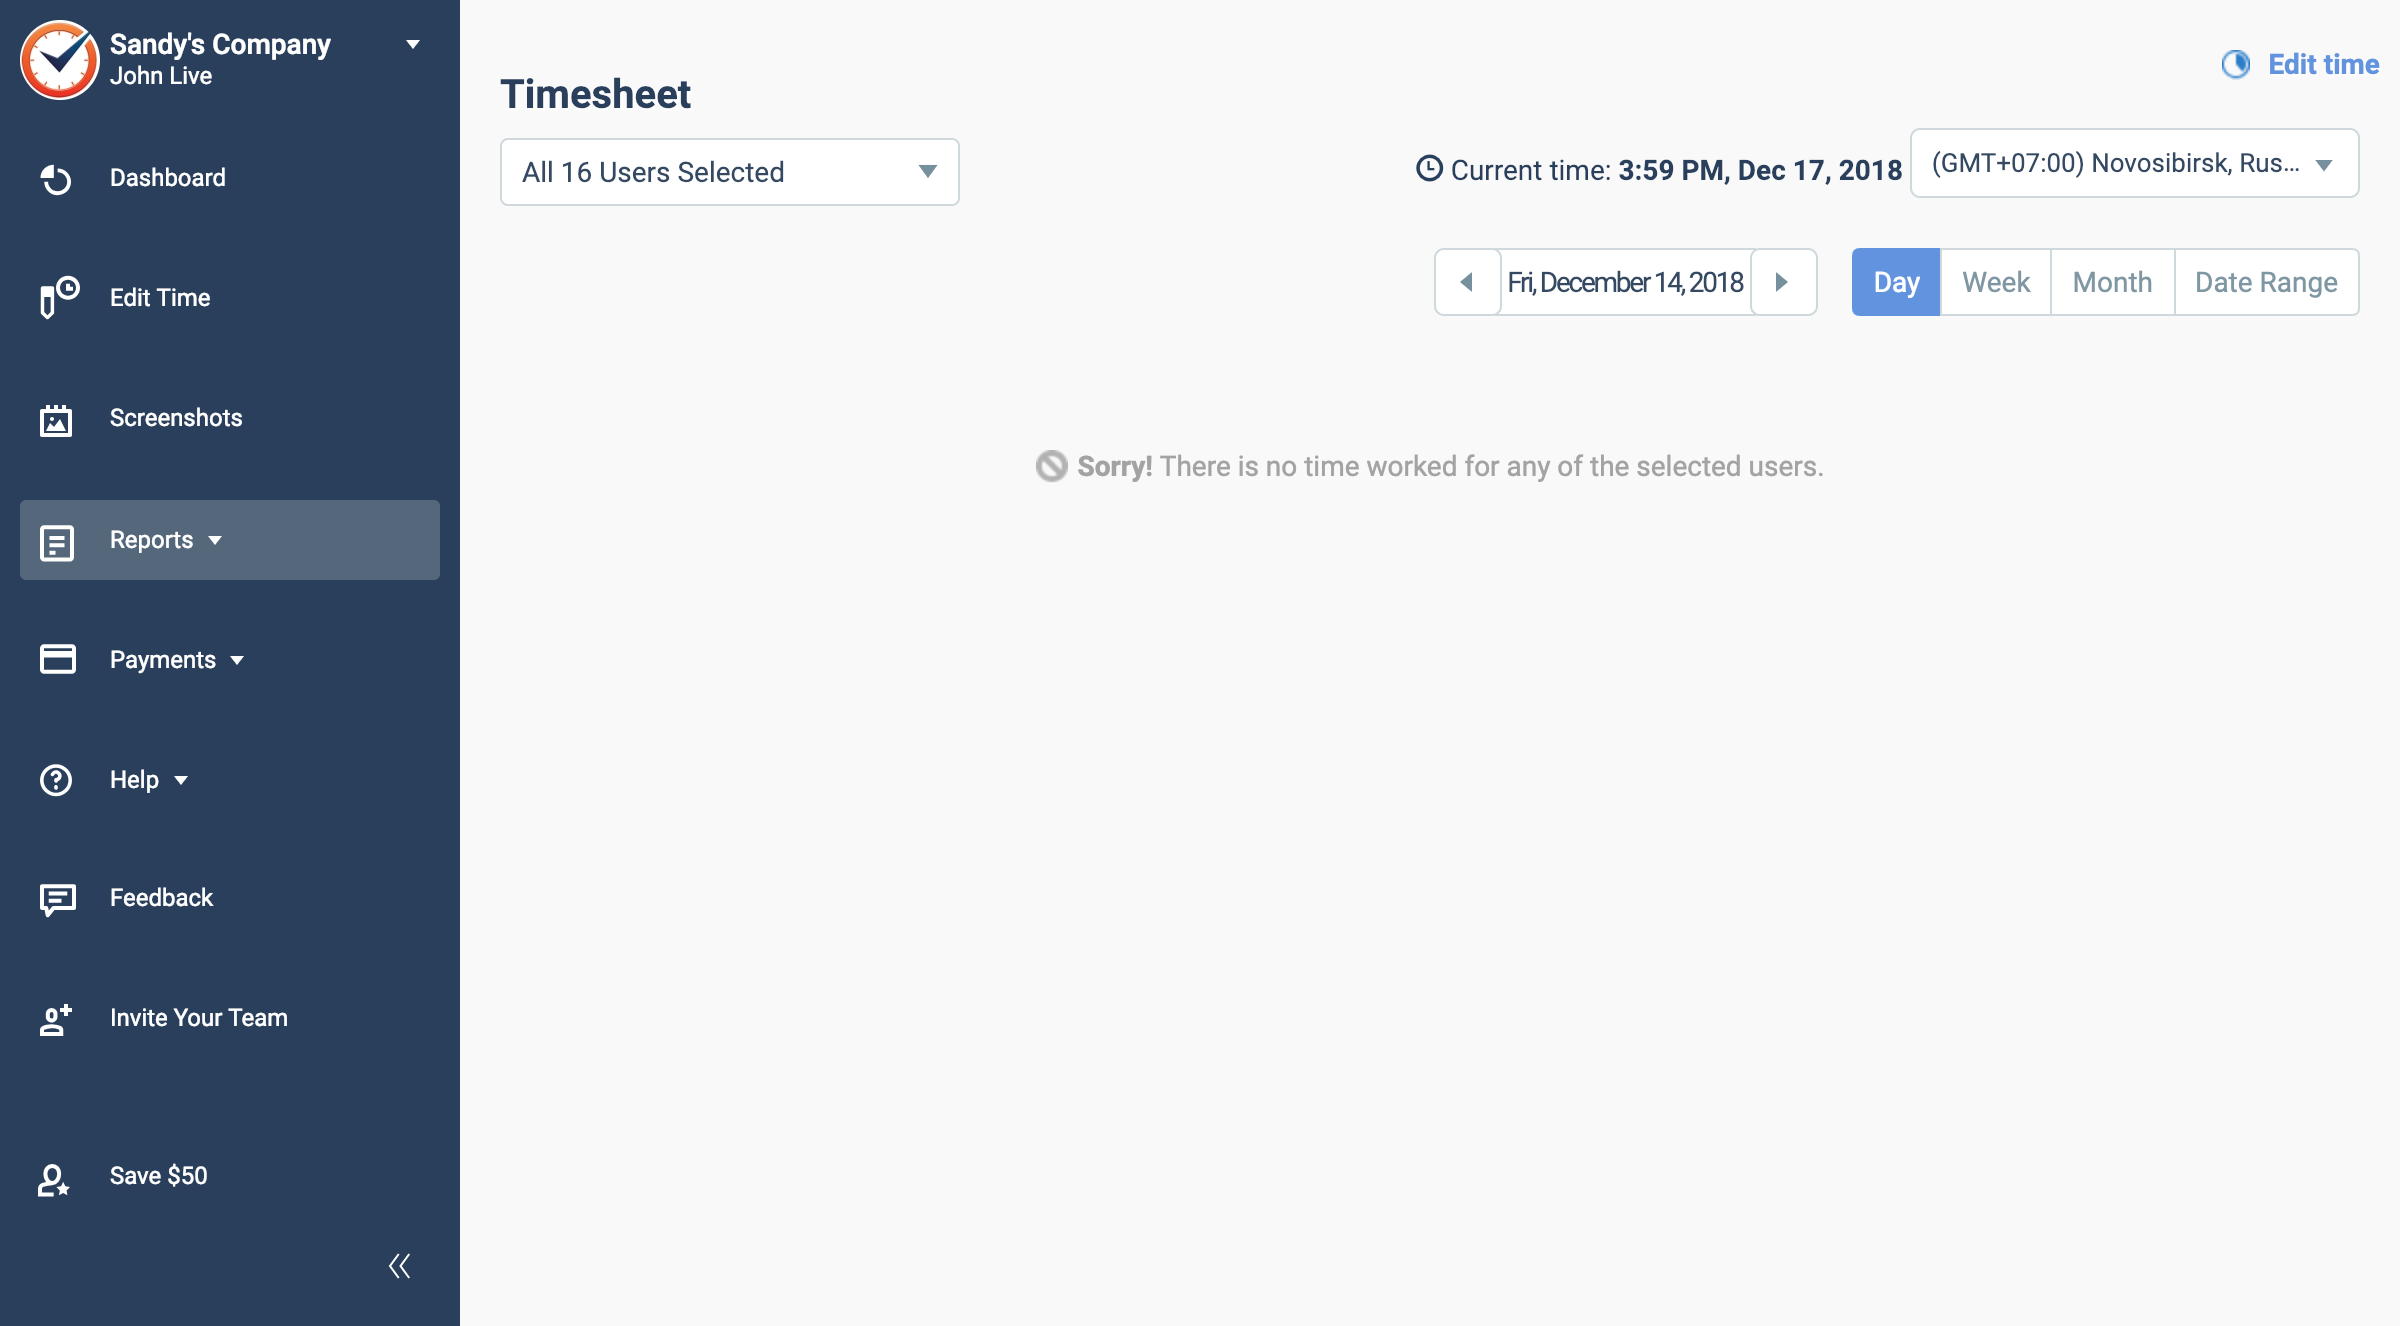 Sandy's Company
John Live
Dashboard
Edit Time
Screenshots
Reports
Payments
Help
Feedback
Invite Your Team
Save $50
Edit time
Timesheet
All 16 Users Selected
Current time: 3:59 PM, Dec 17, 2018
(GMT+07:00) Novosibirsk, Rus...
Fri, December 14, 2018
Day
Week
Month
Date Range
Sorry! There is no time worked for any of the selected users.